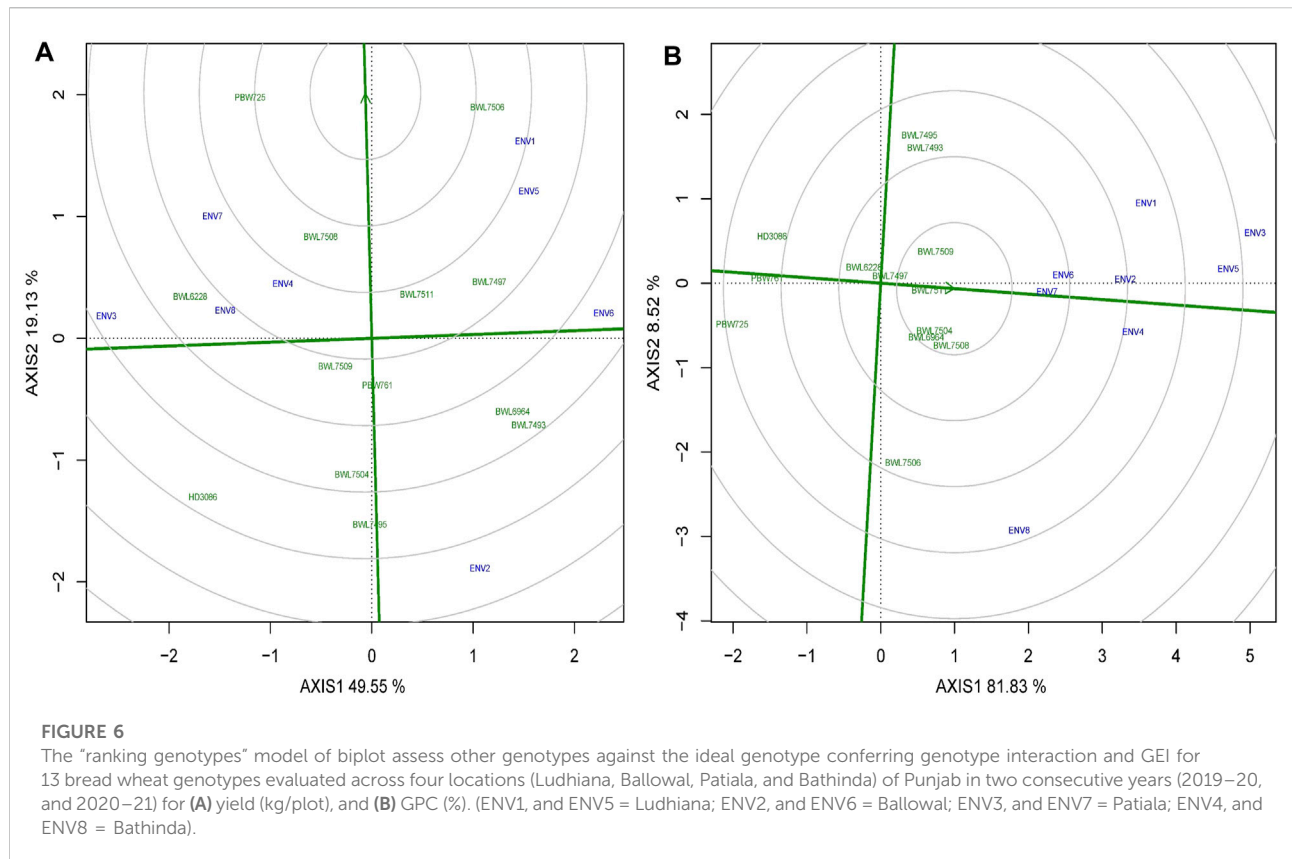 A
2
1
0
−1
−2
AXIS2 19.13 %
PBW725
BWL7506
ENV1
ENV5
ENV7
BWL7508
ENV4
BWL7497
BWL6228
BWL7511
ENV8
ENV3
ENV6
BWL7509
PBW761
BWL6964
BWL7493
BWL7504
HD3086
BWL7495
ENV2
−2
−1
0
1
2
AXIS1 49.55 %
B
2
1
0
−1
−2
−3
−4
AXIS2 8.52 %
BWL7495
BWL7493
ENV1
ENV3
HD3086
BWL7509
BWL6228
ENV5
PBW761
BWL7497
ENV6
ENV2
BWL7511
ENV7
PBW725
BWL7504
ENV4
BWL6964
BWL7508
BWL7506
ENV8
−2
−1
0
1
2
3
4
5
AXIS1 81.83 %
FIGURE 6
The "ranking genotypes" model of biplot assess other genotypes against the ideal genotype conferring genotype interaction and GEI for
13 bread wheat genotypes evaluated across four locations (Ludhiana, Ballowal, Patiala, and Bathinda) of Punjab in two consecutive years (2019–20,
and 2020–21) for (A) yield (kg/plot), and (B) GPC (%). (ENV1, and ENV5 = Ludhiana; ENV2, and ENV6 = Ballowal; ENV3, and ENV7 = Patiala; ENV4, and
ENV8 = Bathinda).